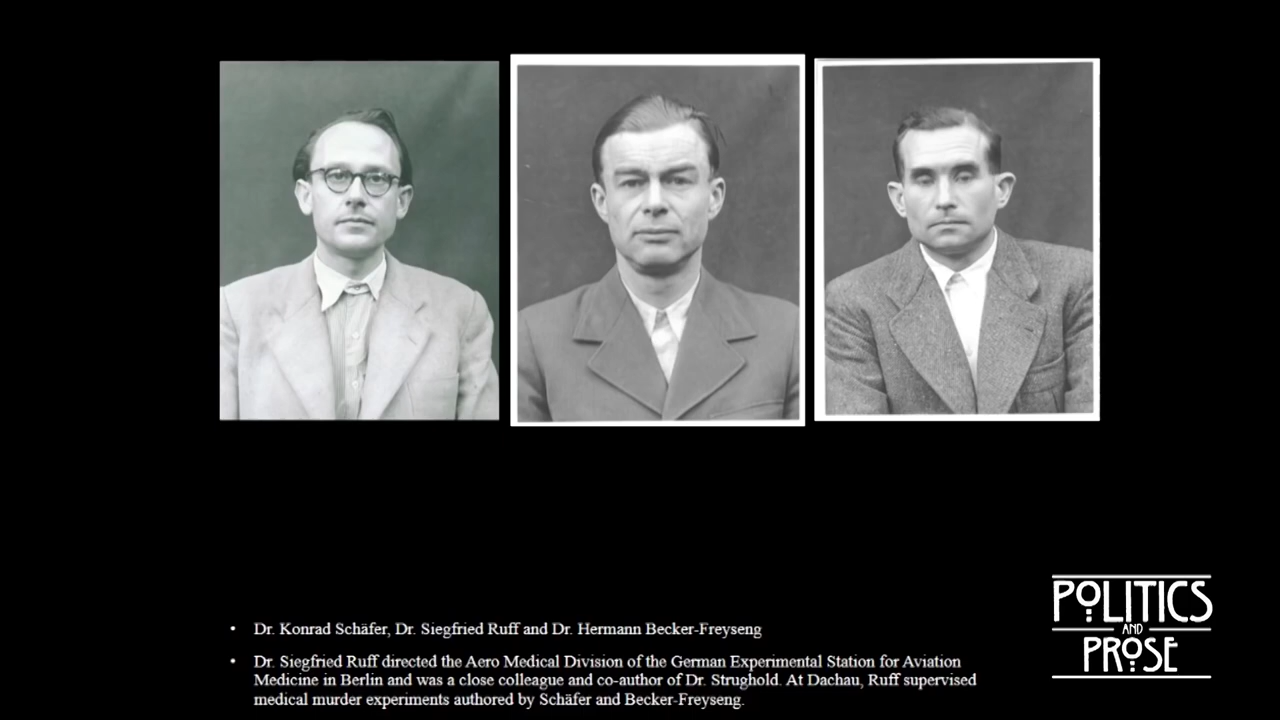 • Dr. Konrad Schäfer, Dr. Siegfried Ruff and Dr. Hermann Becker-Freyseng
• Dr. Siegfried Ruff directed the Aero Medical Division of the German Experimental Station for Aviation
Medicine in Berlin and was a close colleague and co-author of Dr. Strughold. At Dachau, Ruff supervised
medical murder experiments authored by Schäfer and Becker-Freyseng.
POLITICS
AND
PROSE